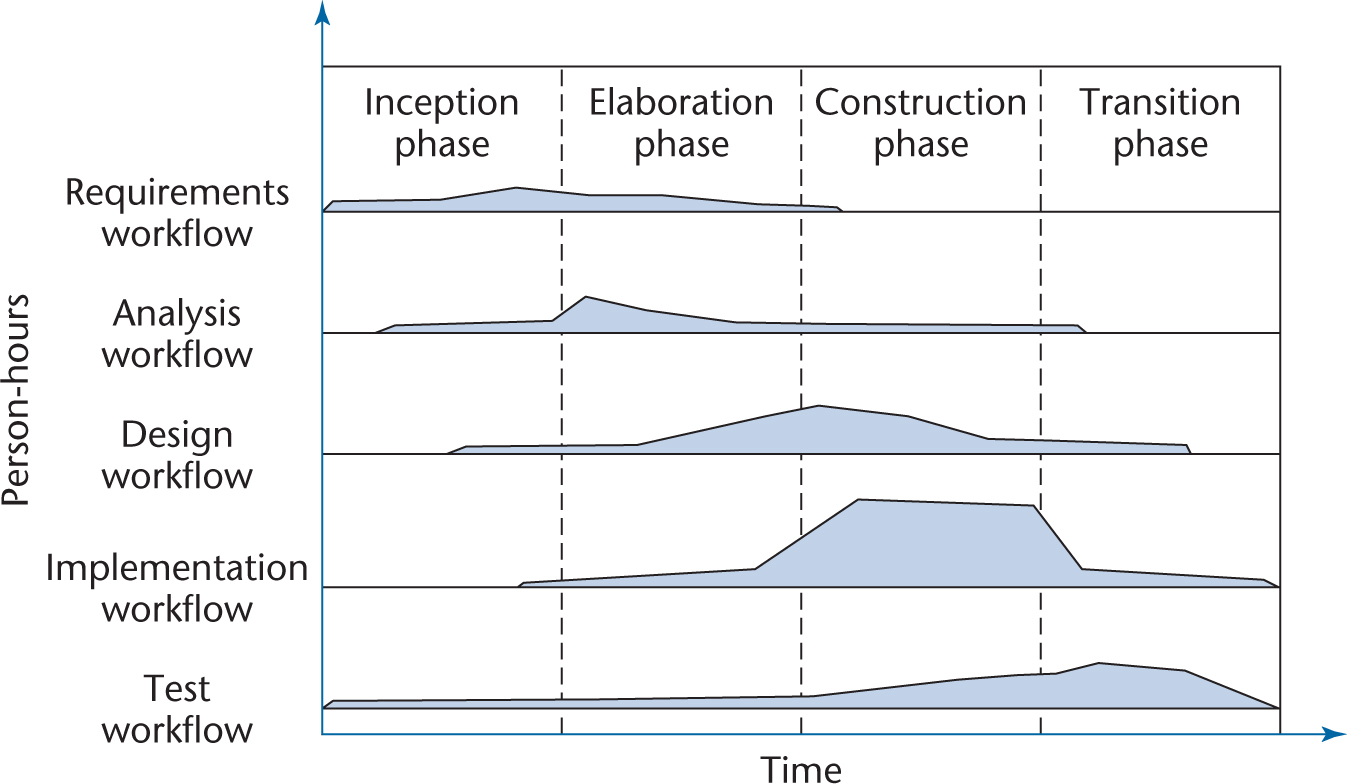 Inception
phase
Elaboration
phase
Construction
phase
Transition
phase
Requirements
workflow
Analysis
workflow
Design
workflow
Implementation
workflow
Test
workflow
Person-hours
Time